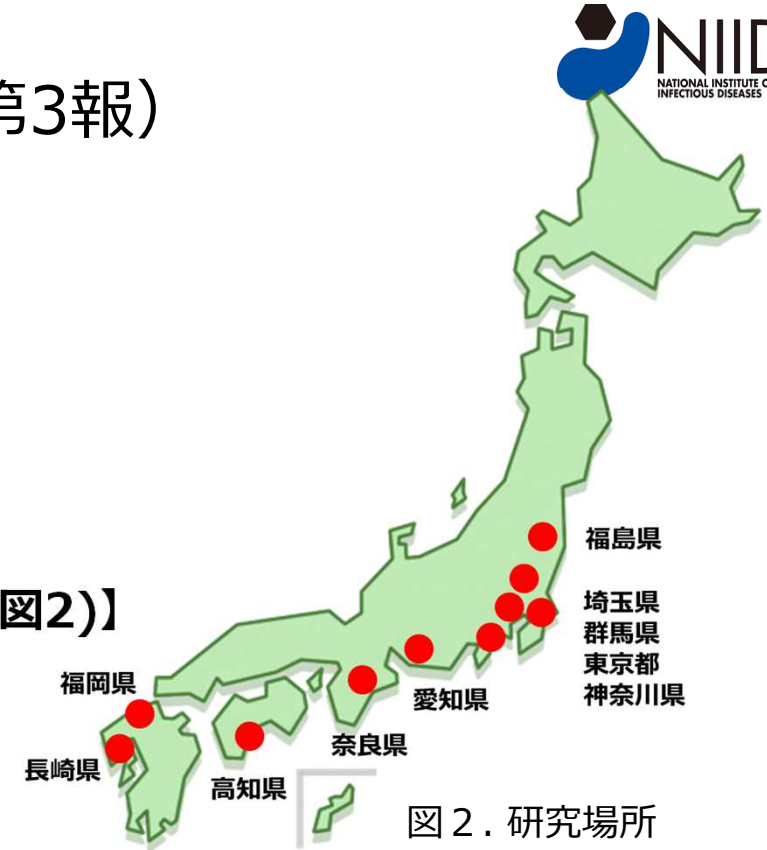 NIID
NATIONAL INSTITUTE O
INFECTIOUS DISEASES
第3報）
福島県
図2)】
埼玉県
群馬県
東京都
神奈川県
福岡県
愛知県
奈良県
長崎県
高知県
図２. 研究場所